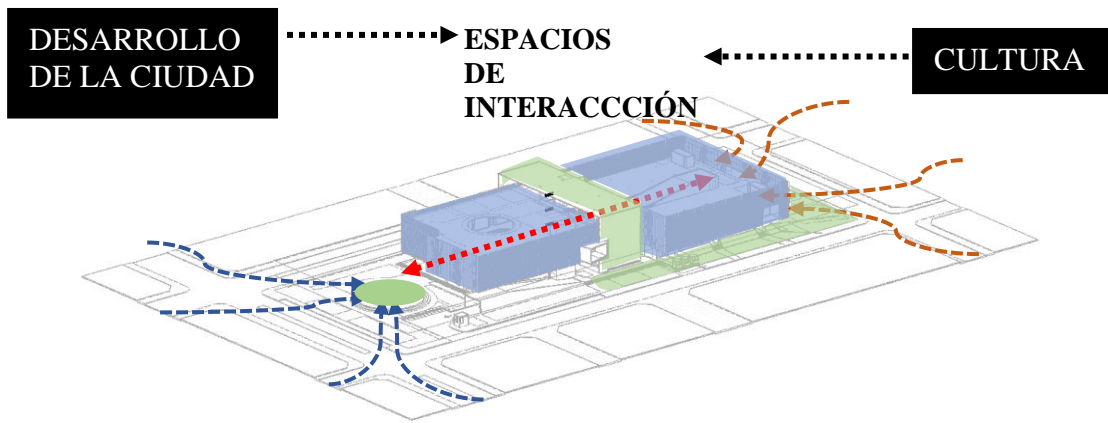 DESARROLLO
DE LA CIUDAD
ESPACIOS
DE
INTERACCCIÓN
CULTURA